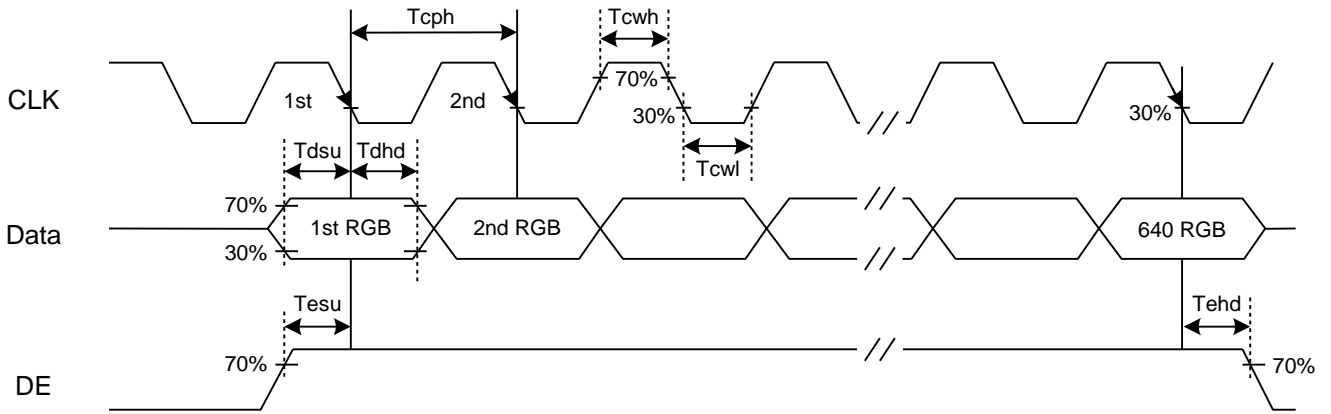 Tcph
Tcwh
CLK
1st
2nd
70%
30%
30%
Tdsu
Tdhd
Tcwl
70%
Data
1st RGB
2nd RGB
640 RGB
30%
Tesu
Tehd
70%
70%
DE